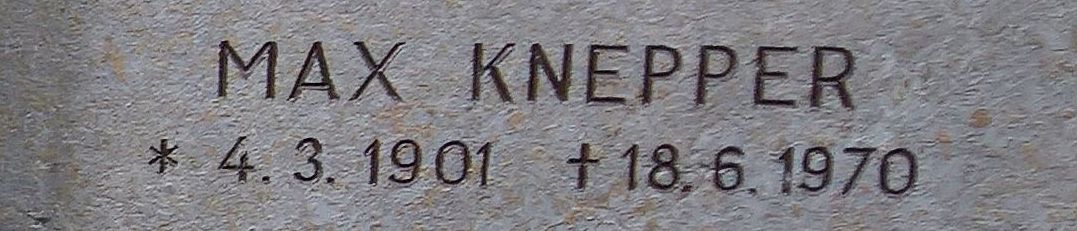 MAX KNEPPER
* 4. 3. 1901 † 18. 6. 1970